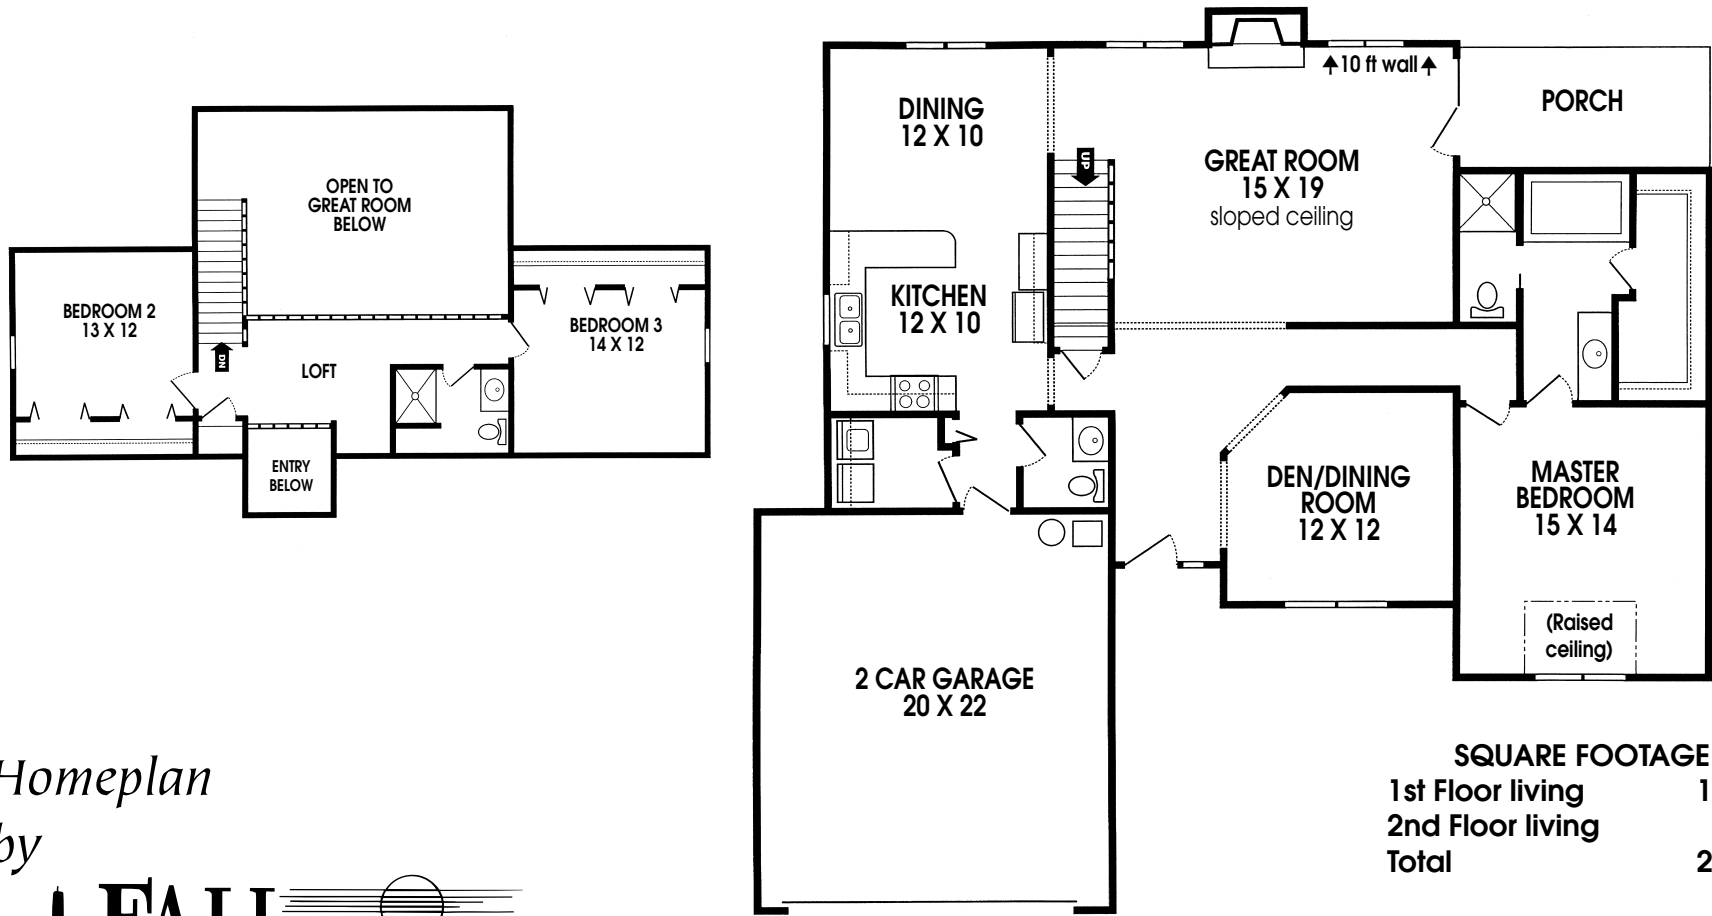 OPEN TO
GREAT ROOM
BELOW
BEDROOM 2
13 X 12
DN
LOFT
BEDROOM 3
14 X 12
ENTRY
BELOW
DINING
12 X 10
10 ft wall
PORCH
UP
GREAT ROOM
15 X 19
sloped ceiling
KITCHEN
12 X 10
DEN/DINING
ROOM
12 X 12
MASTER
BEDROOM
15 X 14
(Raised
ceiling)
2 CAR GARAGE
20 X 22
Homeplan
by
SQUARE FOOTAGE
1st Floor living 1
2nd Floor living
Total 2